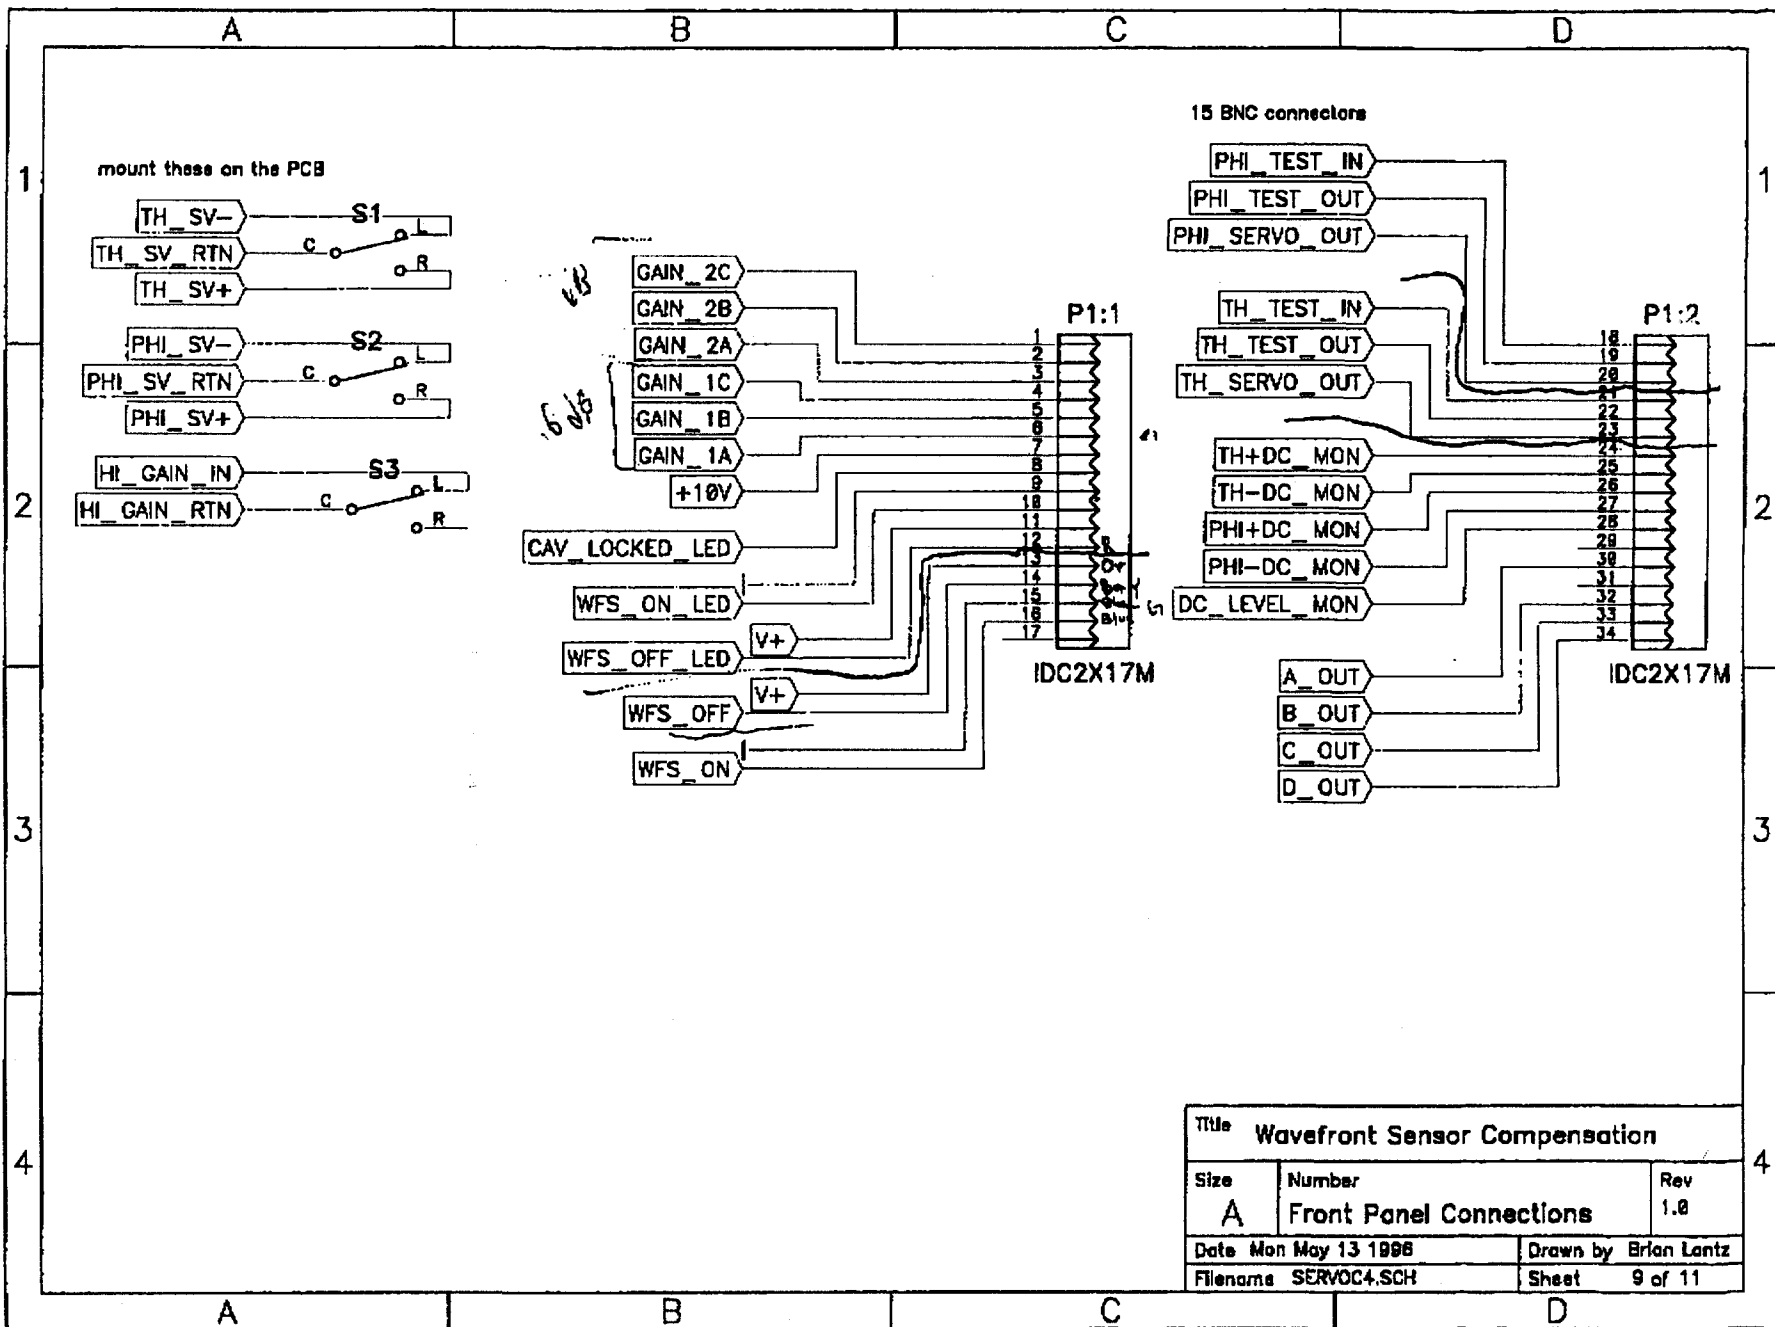 A B C D
1
2
3
4
mount these on the PCB
TH_SV-
TH_SV_RTN
TH_SV+
S1
C
L
R
PHI_SV-
PHI_SV_RTN
PHI_SV+
S2
C
L
R
HI_GAIN_IN
HI_GAIN_RTN
S3
C
L
R
GAIN_2C
GAIN_2B
GAIN_2A
GAIN_1C
GAIN_1B
GAIN_1A
+10V
CAV_LOCKED_LED
WFS_ON_LED
V+
WFS_OFF_LED
V+
WFS_OFF
WFS_ON
P1:1
1
2
3
4
5
6
7
8
9
10
11
12
13
14
15
16
17
IDC2X17M
15 BNC connectors
PHI_TEST_IN
PHI_TEST_OUT
PHI_SERVO_OUT
TH_TEST_IN
TH_TEST_OUT
TH_SERVO_OUT
TH+DC_MON
TH-DC_MON
PHI+DC_MON
PHI-DC_MON
DC_LEVEL_MON
A_OUT
B_OUT
C_OUT
D_OUT
P1:2
18
19
20
21
22
23
24
25
26
27
28
29
30
31
32
33
34
IDC2X17M
1
2
3
4
Title Wavefront Sensor Compensation
Size A
Number Front Panel Connections
Rev 1.0
Date Mon May 13 1996
Drawn by Brian Lantz
Filename SERVOC4.SCH
Sheet 9 of 11
A B C D